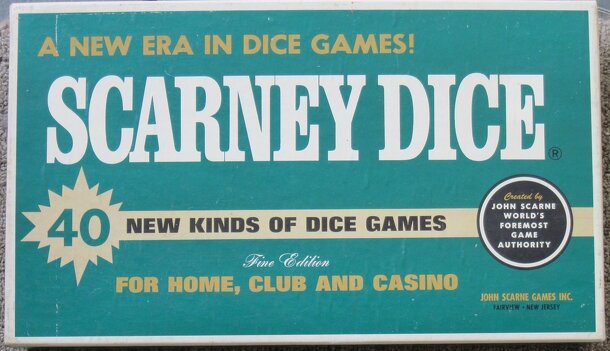 A NEW ERA IN DICE GAMES!
SCARNEY DICE®
40 NEW KINDS OF DICE GAMES
Created by
JOHN SCARNE
WORLD'S
FOREMOST
GAME
AUTHORITY
Fine Edition
FOR HOME, CLUB AND CASINO
JOHN SCARNE GAMES INC.
FAIRVIEW • NEW JERSEY